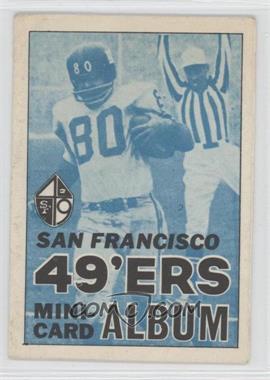 80
80
SAN FRANCISCO
49'ERS
MINI
CARD ALBUM